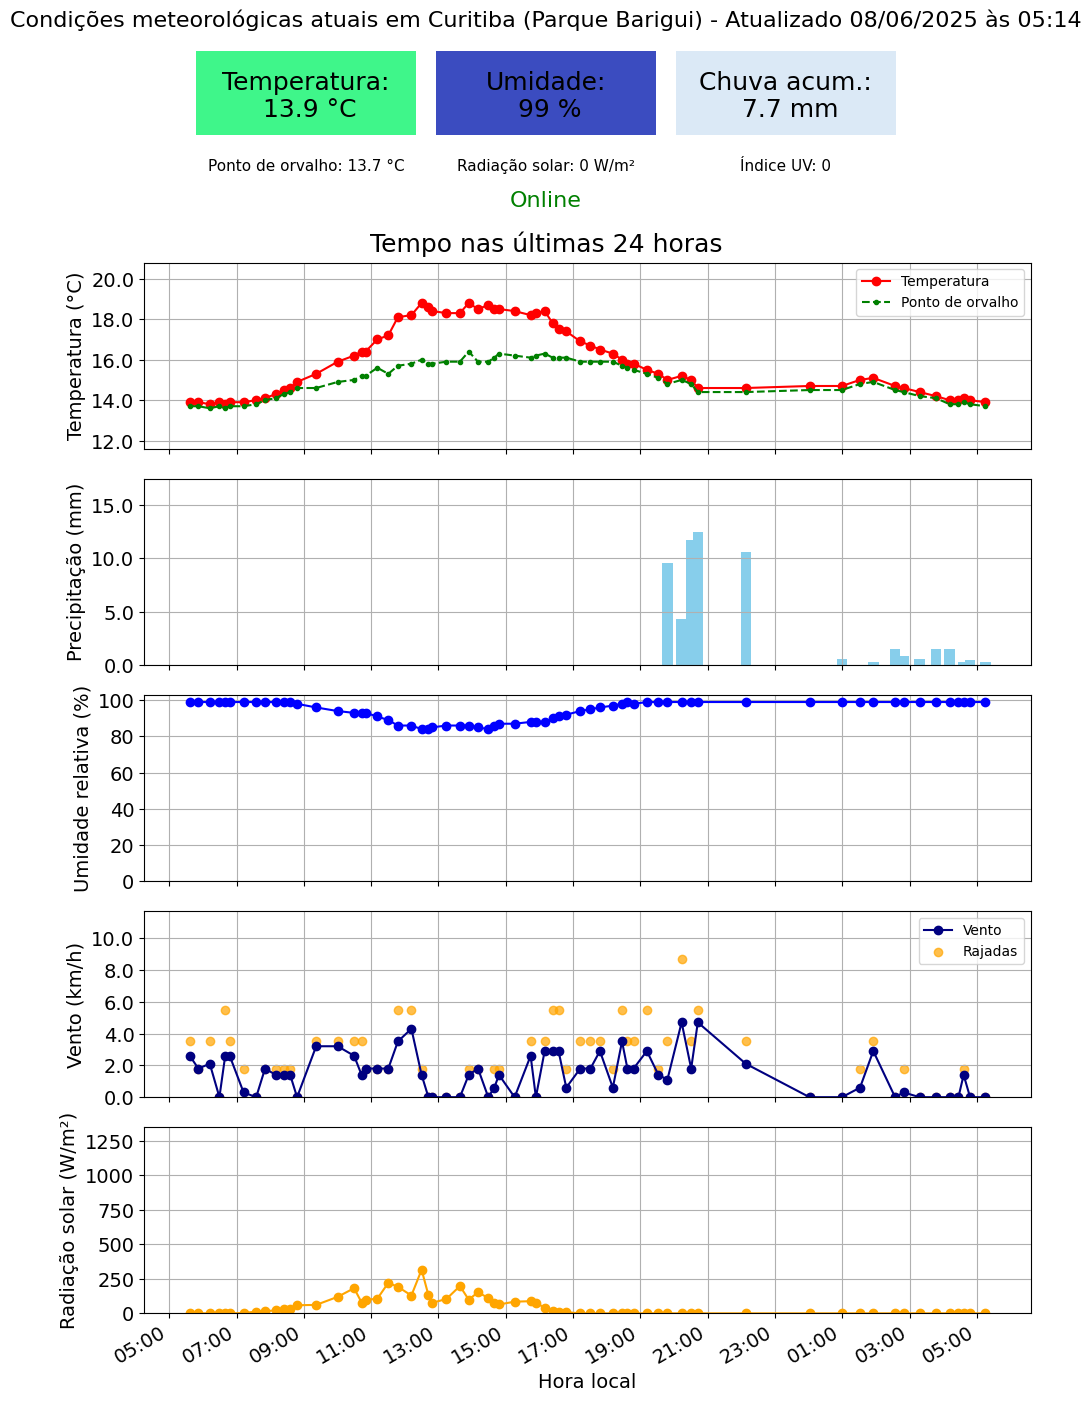 Condições meteorológicas atuais em Curitiba (Parque Barigui) - Atualizado 08/06/2025 às 05:14
Temperatura:
13.9 °C
Umidade:
99 %
Chuva acum.:
7.7 mm
Ponto de orvalho: 13.7 °C
Radiação solar: 0 W/m²
Índice UV: 0
Online
Tempo nas últimas 24 horas
Temperatura (°C)
20.0
18.0
16.0
14.0
12.0
Temperatura
Ponto de orvalho
Precipitação (mm)
15.0
10.0
5.0
0.0
Umidade relativa (%)
100
80
60
40
20
0
Vento (km/h)
10.0
8.0
6.0
4.0
2.0
0.0
Vento
Rajadas
Radiação solar (W/m²)
1250
1000
750
500
250
0
05:00
07:00
09:00
11:00
13:00
15:00
17:00
19:00
21:00
23:00
01:00
03:00
05:00
Hora local